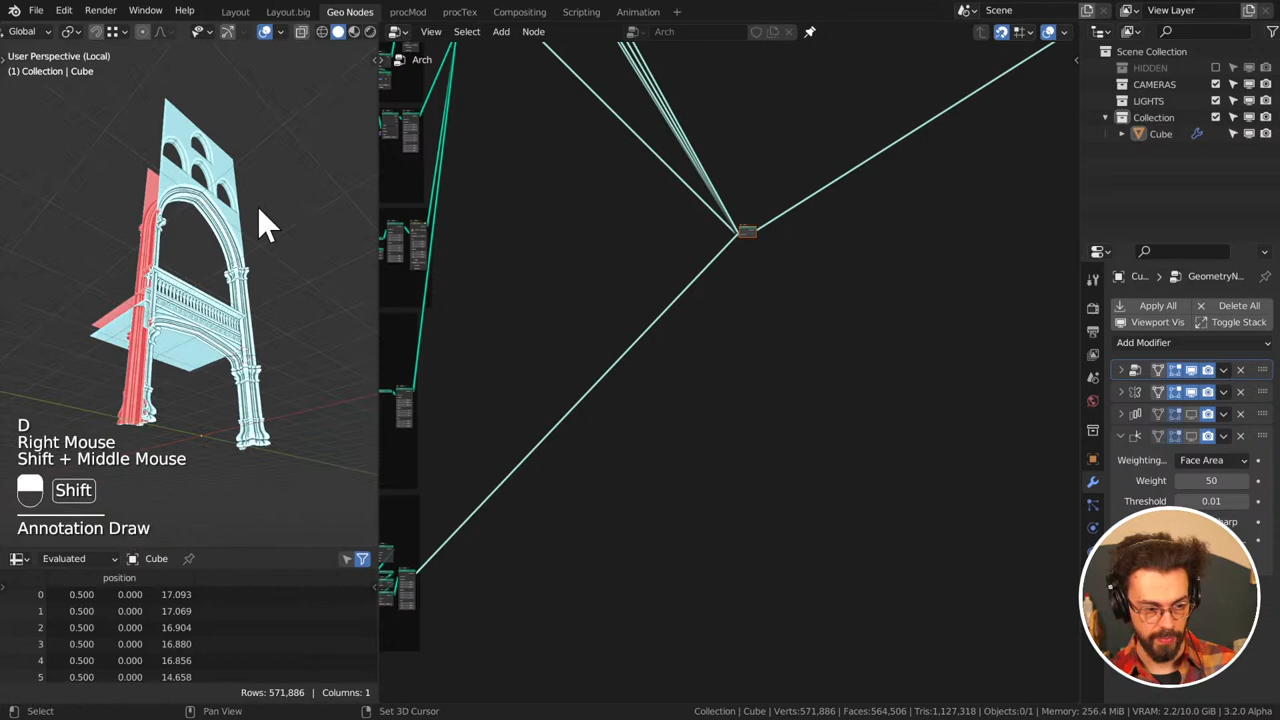 File Edit Render Window Help
Layout Layout.big Geo Nodes procMod procTex Compositing Scripting Animation +
Scene
View Layer
Global
View Select Add Node
Arch
User Perspective (Local)
(1) Collection | Cube
Arch
Scene Collection
HIDDEN
CAMERAS
LIGHTS
Collection
Cube
Cu...
GeometryN...
Apply All
Delete All
Viewport Vis
Toggle Stack
Add Modifier
Weighting...
Face Area
Weight
50
Threshold
0.01
D
Right Mouse
Shift + Middle Mouse
Shift
Annotation Draw
Evaluated
Cube
position
0 0.500 0.000 17.093
1 0.500 0.000 17.069
2 0.500 0.000 16.904
3 0.500 0.000 16.880
4 0.500 0.000 16.856
5 0.500 0.000 14.658
Rows: 571,886 | Columns: 1
Select
Pan View
Set 3D Cursor
Collection | Cube | Verts:571,886 | Faces:564,506 | Tris:1,127,318 | Objects:0/1 | Memory: 256.4 MiB | VRAM: 2.2/10.0 GiB | 3.2.0 Alpha